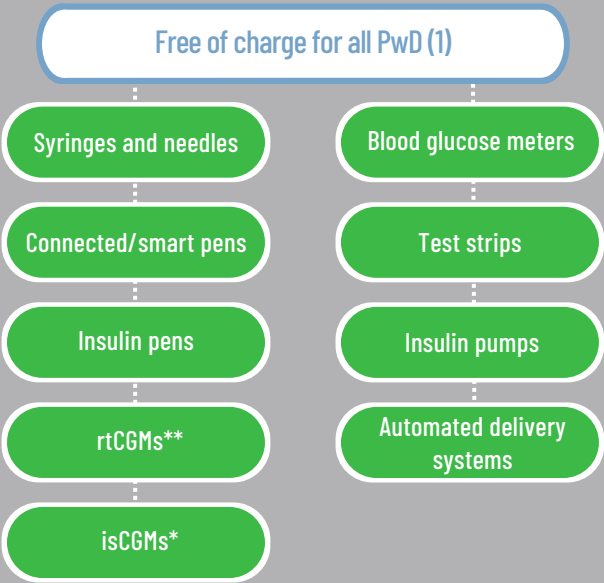 Free of charge for all PwD (1)
Syringes and needles
Connected/smart pens
Insulin pens
rtCGMs**
isCGMs*
Blood glucose meters
Test strips
Insulin pumps
Automated delivery
systems